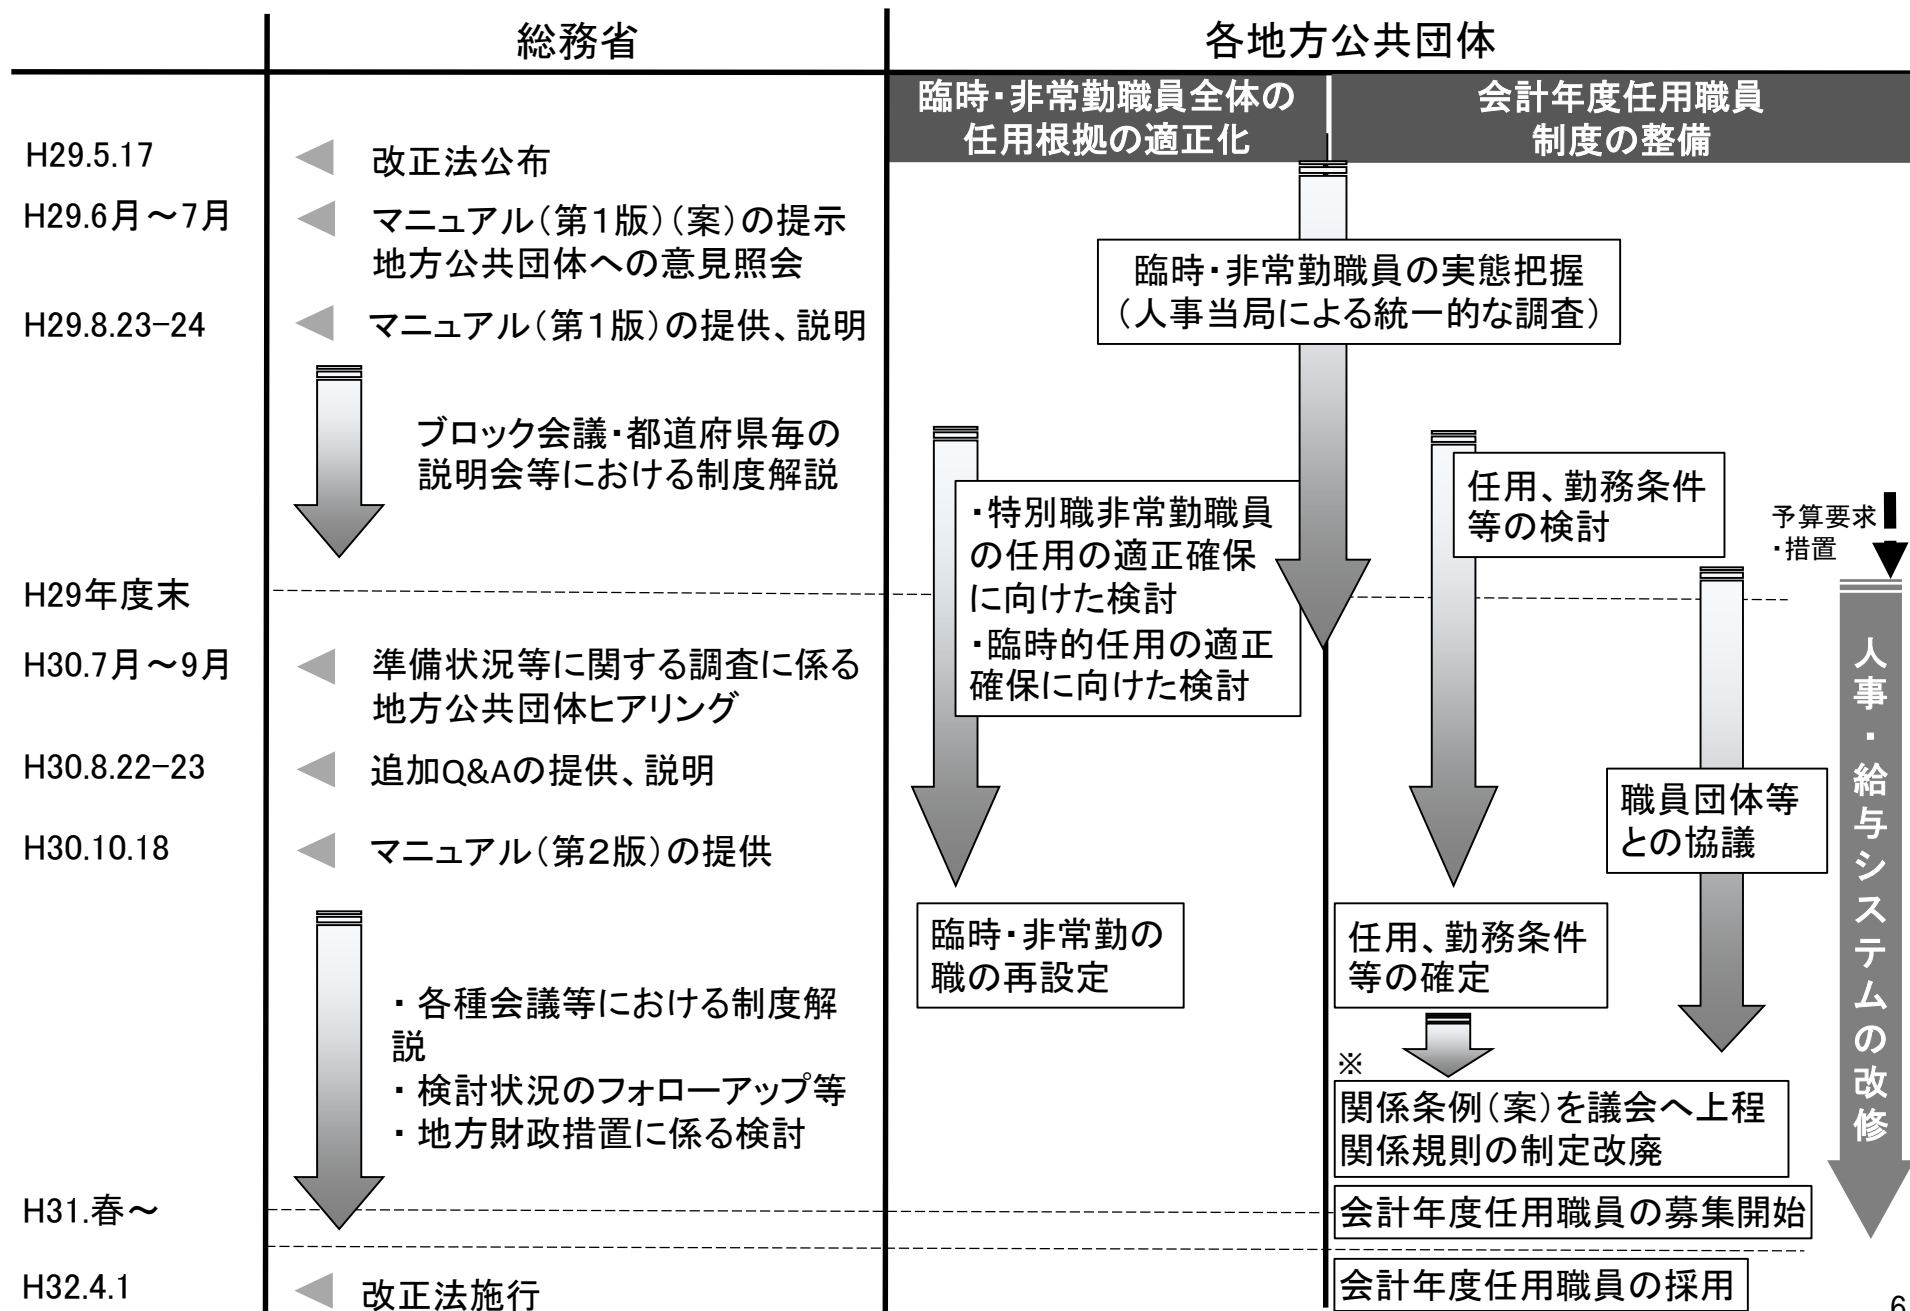 総務省
各地方公共団体
臨時・非常勤職員全体の
任用根拠の適正化
会計年度任用職員
制度の整備
H29.5.17
改正法公布
H29.6月～7月
マニュアル（第１版）（案）の提示
地方公共団体への意見照会
臨時・非常勤職員の実態把握
（人事当局による統一的な調査）
H29.8.23-24
マニュアル（第１版）の提供、説明
ブロック会議・都道府県毎の
説明会等における制度解説
・特別職非常勤職員
の任用の適正確保
に向けた検討
・臨時的任用の適正
確保に向けた検討
任用、勤務条件
等の検討
予算要求
・措置
H29年度末
H30.7月～9月
準備状況等に関する調査に係る
地方公共団体ヒアリング
人事・給与システムの改修
H30.8.22-23
追加Q&Aの提供、説明
職員団体等
との協議
H30.10.18
マニュアル（第２版）の提供
臨時・非常勤の
職の再設定
任用、勤務条件
等の確定
・ 各種会議等における制度解
説
・ 検討状況のフォローアップ等
・ 地方財政措置に係る検討
※
関係条例（案）を議会へ上程
関係規則の制定改廃
H31.春～
会計年度任用職員の募集開始
H32.4.1
改正法施行
会計年度任用職員の採用
6